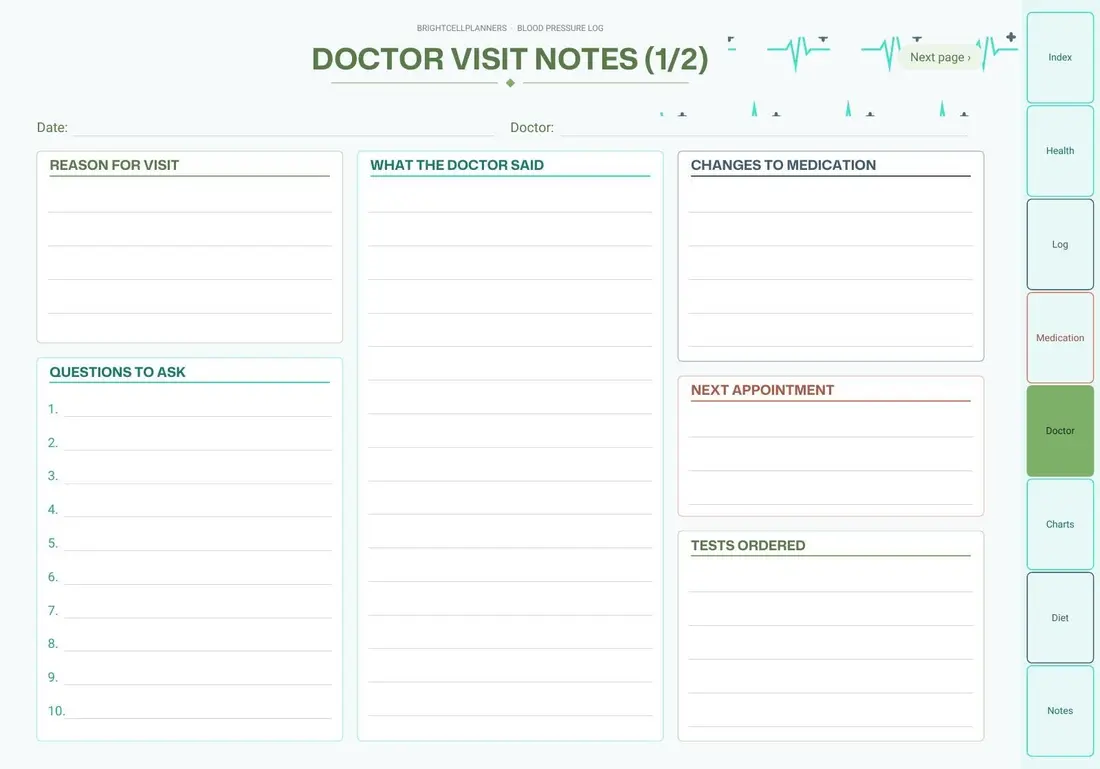 BRIGHTCELLPLANNERS · BLOOD PRESSURE LOG
DOCTOR VISIT NOTES (1/2)
Next page ›
Date:
Doctor:
REASON FOR VISIT
QUESTIONS TO ASK
1.
2.
3.
4.
5.
6.
7.
8.
9.
10.
WHAT THE DOCTOR SAID
CHANGES TO MEDICATION
NEXT APPOINTMENT
TESTS ORDERED
Index
Health
Log
Medication
Doctor
Charts
Diet
Notes